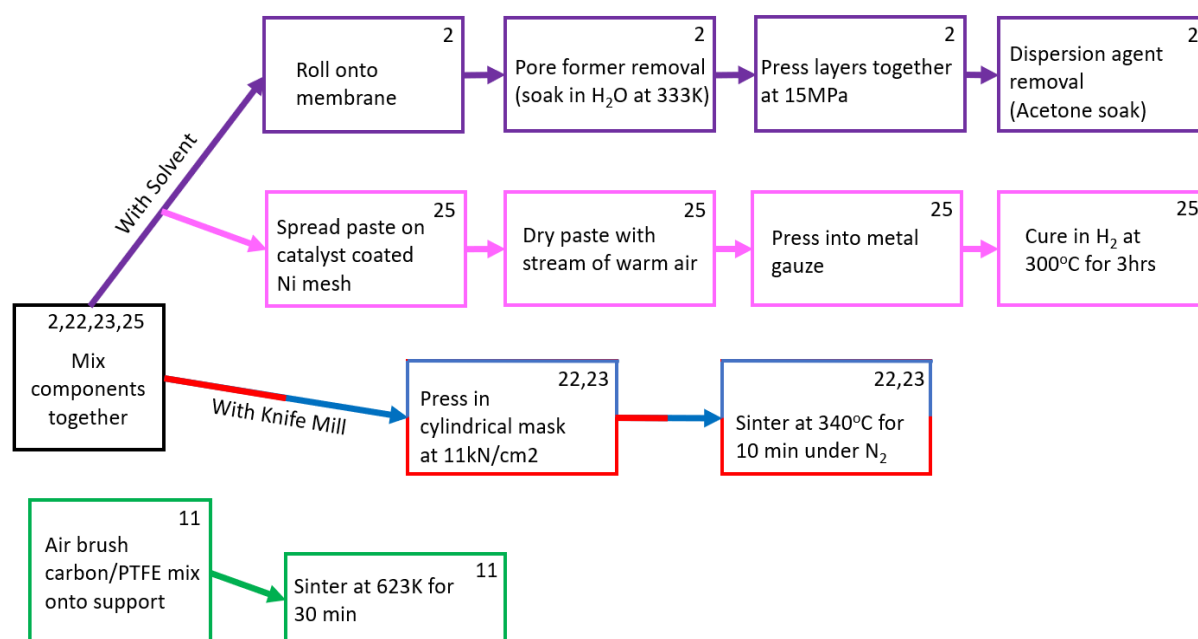 2
Roll onto
membrane
2
Pore former removal
(soak in H₂O at 333K)
2
Press layers together
at 15MPa
2
Dispersion agent
removal
(Acetone soak)
With Solvent
25
Spread paste on
catalyst coated
Ni mesh
25
Dry paste with
stream of warm air
25
Press into metal
gauze
25
Cure in H₂ at
300°C for 3hrs
2,22,23,25
Mix
components
together
With Knife Mill
22,23
Press in
cylindrical mask
at 11kN/cm2
22,23
Sinter at 340°C for
10 min under N₂
11
Air brush
carbon/PTFE mix
onto support
11
Sinter at 623K for
30 min